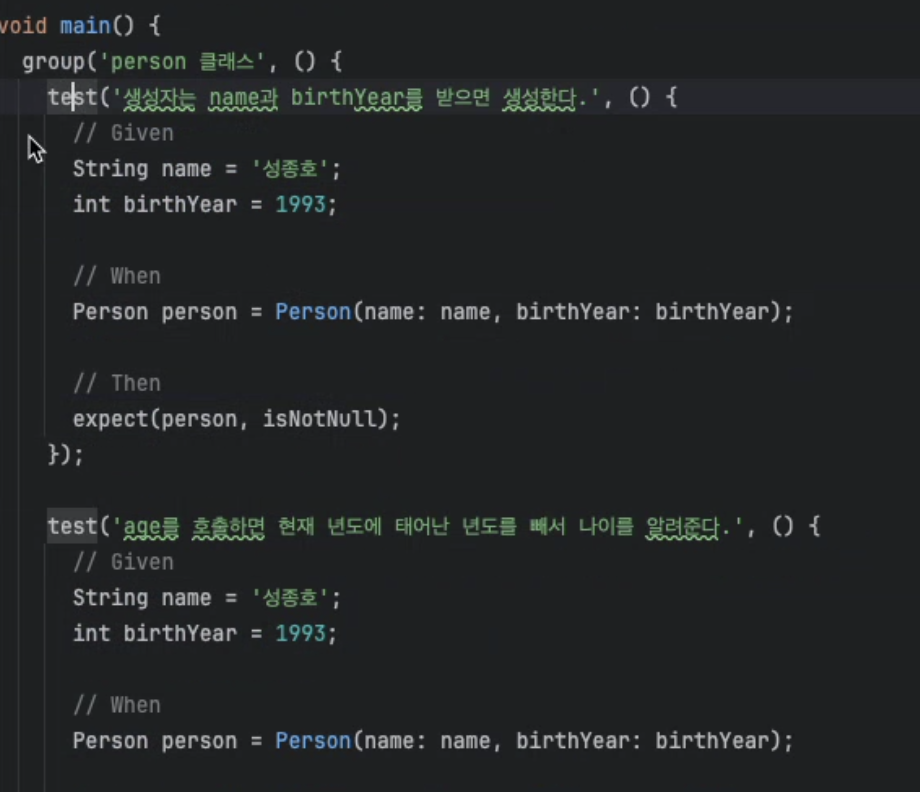 void main() {
group('person 클래스', () {
test('생성자는 name과 birthYear를 받으면 생성한다.', () {
// Given
String name = '성종호';
int birthYear = 1993;
// When
Person person = Person(name: name, birthYear: birthYear);
// Then
expect(person, isNotNull);
});
test('age를 호출하면 현재 년도에 태어난 년도를 빼서 나이를 알려준다.', () {
// Given
String name = '성종호';
int birthYear = 1993;
// When
Person person = Person(name: name, birthYear: birthYear);